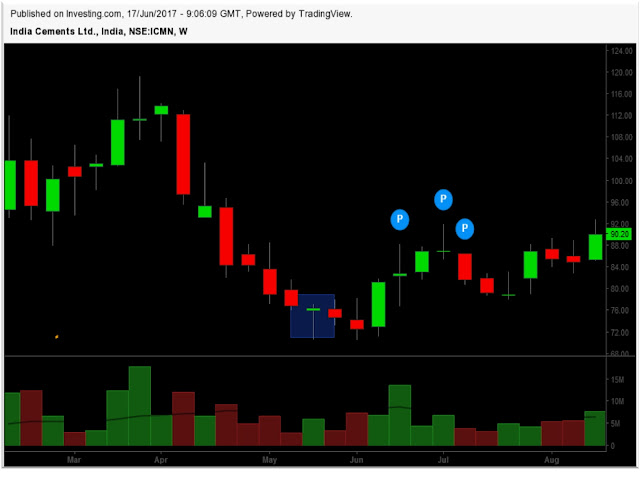 Published on Investing.com, 17/Jun/2017 - 9:06:09 GMT, Powered by TradingView.
India Cements Ltd., India, NSE:ICMN, W
124.00
120.00
116.00
112.00
108.00
104.00
100.00
96.00
92.00
90.20
88.00
84.00
80.00
76.00
72.00
68.00
P
P
P
15M
10M
5M
0
Mar
Apr
May
Jun
Jul
Aug